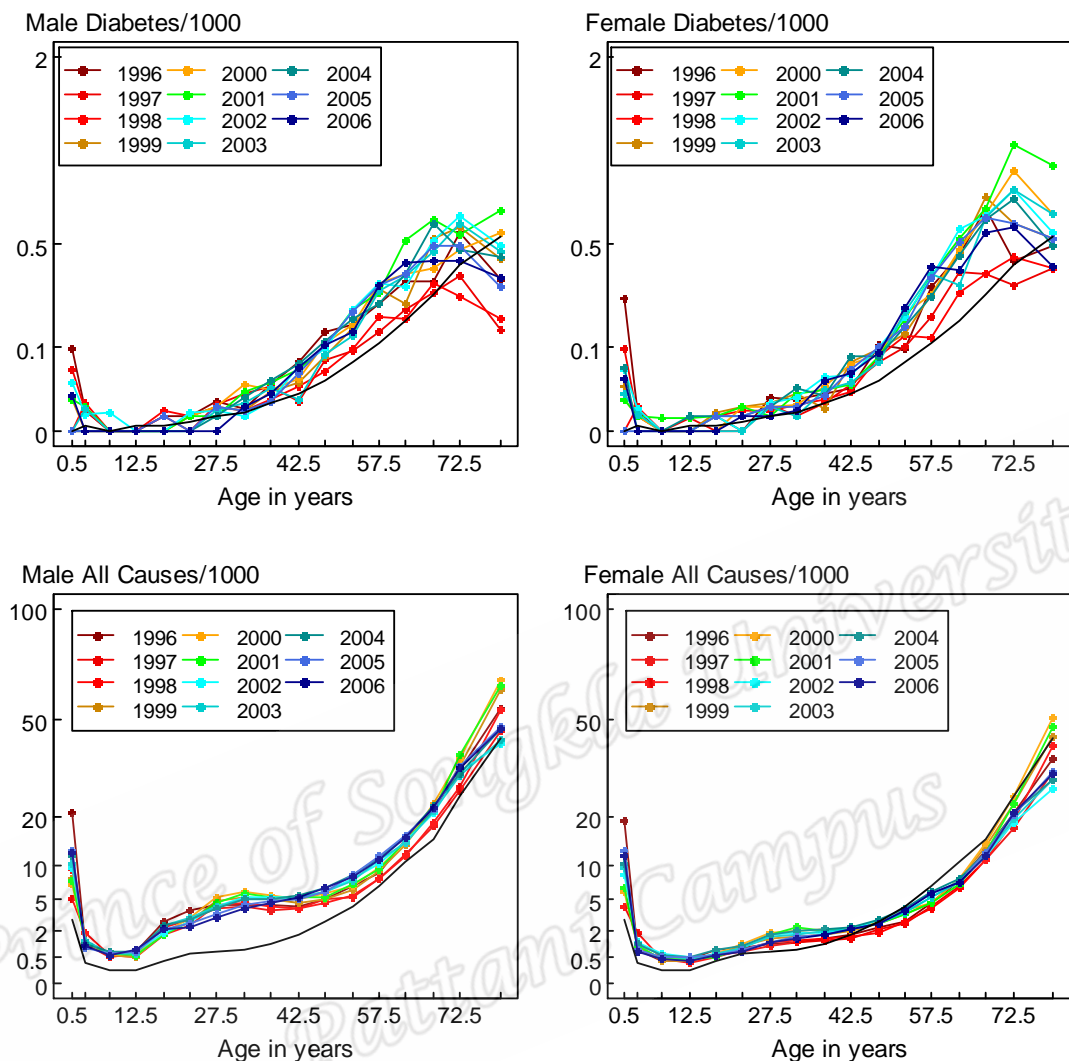 Male Diabetes/1000
2
0.5
0.1
0
1996 2000 2004
1997 2001 2005
1998 2002 2006
1999 2003
0.5 12.5 27.5 42.5 57.5 72.5
Age in years
Female Diabetes/1000
2
0.5
0.1
0
1996 2000 2004
1997 2001 2005
1998 2002 2006
1999 2003
0.5 12.5 27.5 42.5 57.5 72.5
Age in years
Male All Causes/1000
100
50
20
10
5
2
0.5
0
1996 2000 2004
1997 2001 2005
1998 2002 2006
1999 2003
0.5 12.5 27.5 42.5 57.5 72.5
Age in years
Female All Causes/1000
100
50
20
10
5
2
0.5
0
1996 2000 2004
1997 2001 2005
1998 2002 2006
1999 2003
0.5 12.5 27.5 42.5 57.5 72.5
Age in years
Prince of Songkla Universit
Pattani Campus